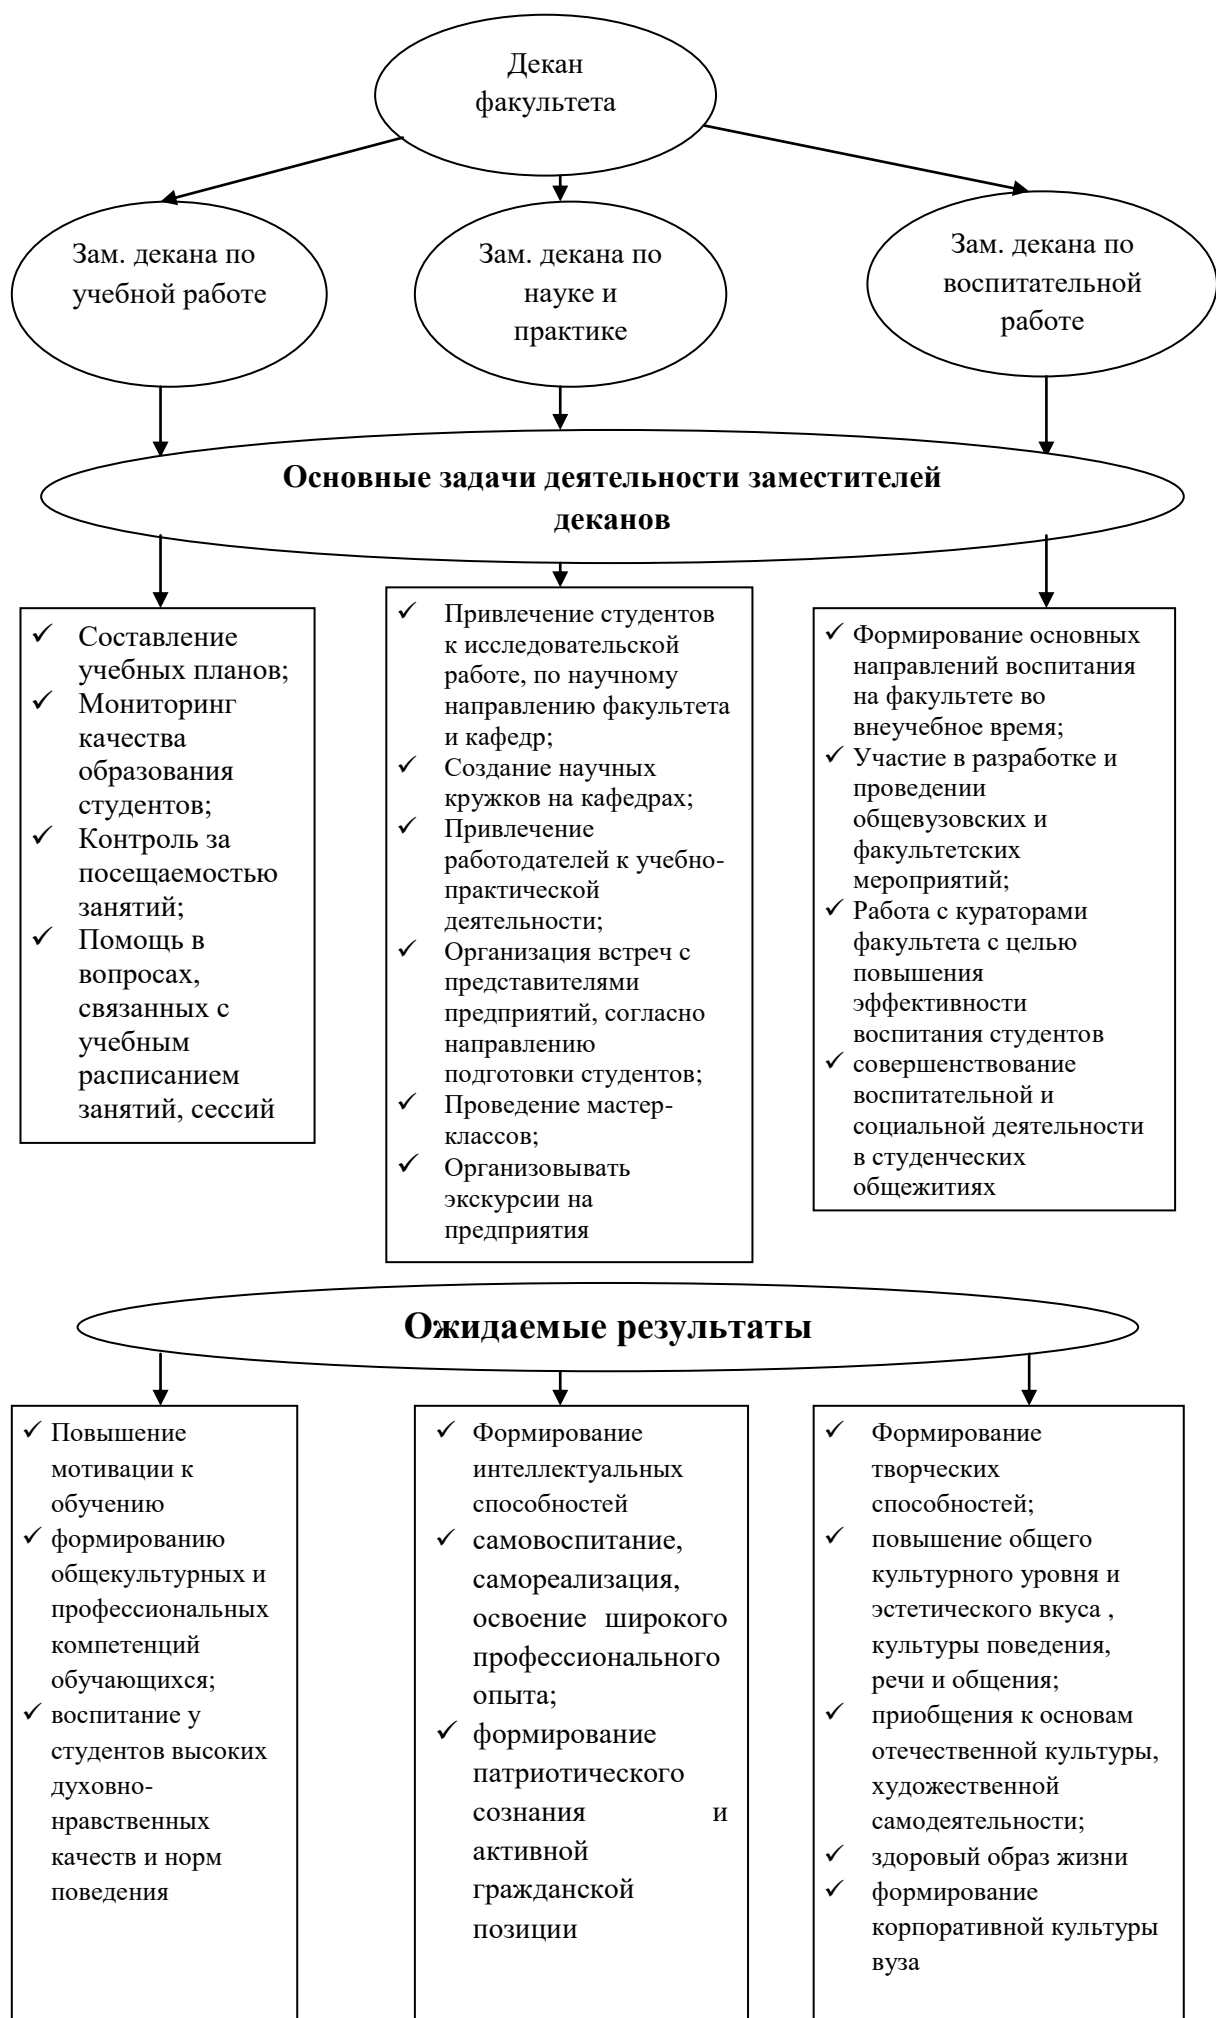 Декан
факультета
Зам. декана по
учебной работе
Зам. декана по
науке и
практике
Зам. декана по
воспитательной
работе
Основные задачи деятельности заместителей
деканов
Составление
учебных планов;
Мониторинг
качества
образования
студентов;
Контроль за
посещаемостью
занятий;
Помощь в
вопросах,
связанных с
учебным
расписанием
занятий, сессий
Привлечение студентов
к исследовательской
работе, по научному
направлению факультета
и кафедр;
Создание научных
кружков на кафедрах;
Привлечение
работодателей к учебно-
практической
деятельности;
Организация встреч с
представителями
предприятий, согласно
направлению
подготовки студентов;
Проведение мастер-
классов;
Организовывать
экскурсии на
предприятия
Формирование основных
направлений воспитания
на факультете во
внеучебное время;
Участие в разработке и
проведении
общевузовских и
факультетских
мероприятий;
Работа с кураторами
факультета с целью
повышения
эффективности
воспитания студентов
совершенствование
воспитательной и
социальной деятельности
в студенческих
общежитиях
Ожидаемые результаты
Повышение
мотивации к
обучению
формированию
общекультурных и
профессиональных
компетенций
обучающихся;
воспитание у
студентов высоких
духовно-
нравственных
качеств и норм
поведения
Формирование
интеллектуальных
способностей
самовоспитание,
самореализация,
освоение широкого
профессионального
опыта;
формирование
патриотического
сознания и
активной
гражданской
позиции
Формирование
творческих
способностей;
повышение общего
культурного уровня и
эстетического вкуса ,
культуры поведения,
речи и общения;
приобщения к основам
отечественной культуры,
художественной
самодеятельности;
здоровый образ жизни
формирование
корпоративной культуры
вуза